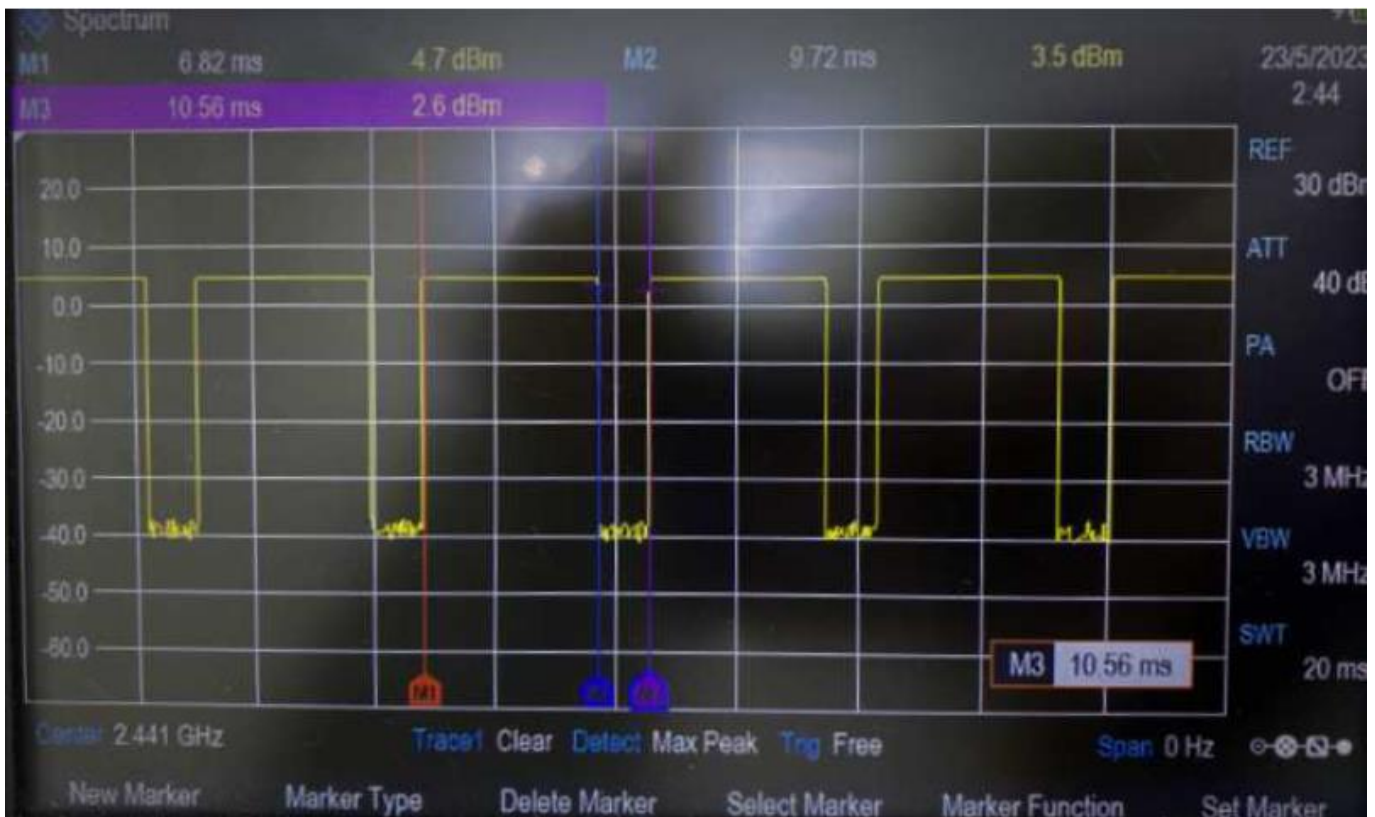 Spectrum
M1 6.82 ms 4.7 dBm M2 9.72 ms 3.5 dBm 23/5/2023
M3 10.56 ms 2.6 dBm 2:44
REF
20.0 30 dBr
10.0 ATT
0.0 40 dB
-10.0 PA
OFF
-20.0
RBW
-30.0 3 MHz
-40.0 VBW
-50.0 3 MHz
SWT
-60.0 M3 10.56 ms 20 ms
M1
Center 2.441 GHz Trace1 Clear Detect Max Peak Trig Free Span 0 Hz
New Marker Marker Type Delete Marker Select Marker Marker Function Set Marker